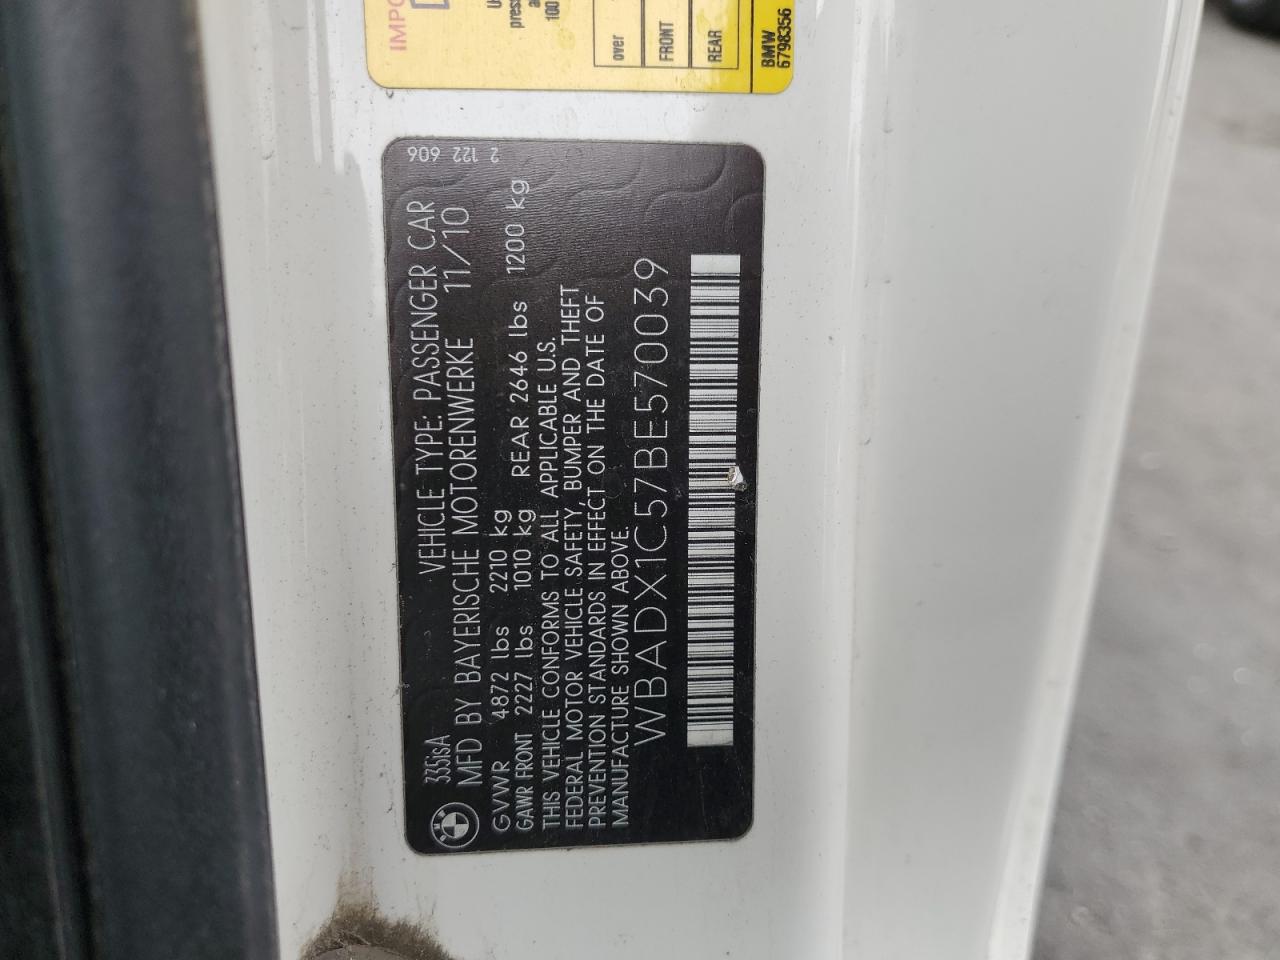 335isA VEHICLE TYPE: PASSENGER CAR
MFD BY BAYERISCHE MOTORENWERKE 11/10
GVWR 4872 lbs 2210 kg
GAWR FRONT 2227 lbs 1010 kg REAR 2646 lbs 1200 kg
THIS VEHICLE CONFORMS TO ALL APPLICABLE U.S.
FEDERAL MOTOR VEHICLE SAFETY, BUMPER AND THEFT
PREVENTION STANDARDS IN EFFECT ON THE DATE OF
MANUFACTURE SHOWN ABOVE.
WBADX1C57BE570039
2 122 606
IMPO
100
over
FRONT
REAR
BMW
6798356